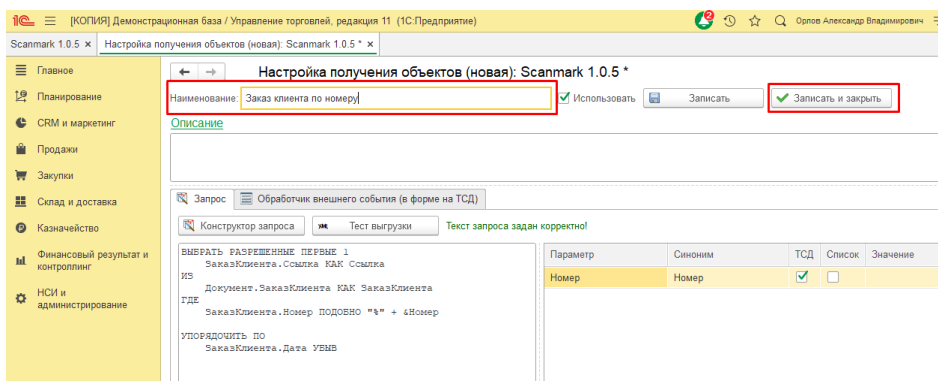 1С [КОПИЯ] Демонстрационная база / Управление торговлей, редакция 11 (1С:Предприятие) 2 Орлов Александр Владимирович
Scanmark 1.0.5 × Настройка получения объектов (новая): Scanmark 1.0.5 * ×
Главное
Планирование
CRM и маркетинг
Продажи
Закупки
Склад и доставка
Казначейство
Финансовый результат и
контроллинг
НСИ и
администрирование
Настройка получения объектов (новая): Scanmark 1.0.5 *
Наименование: Заказ клиента по номеру Использовать Записать Записать и закрыть
Описание
Запрос Обработчик внешнего события (в форме на ТСД)
Конструктор запроса XML Тест выгрузки Текст запроса задан корректно!
ВЫБРАТЬ РАЗРЕШЕННЫЕ ПЕРВЫЕ 1
ЗаказКлиента.Ссылка КАК Ссылка
ИЗ
Документ.ЗаказКлиента КАК ЗаказКлиента
ГДЕ
ЗаказКлиента.Номер ПОДОБНО "%" + &Номер
УПОРЯДОЧИТЬ ПО
ЗаказКлиента.Дата УБЫВ
Параметр Синоним ТСД Список Значение
Номер Номер